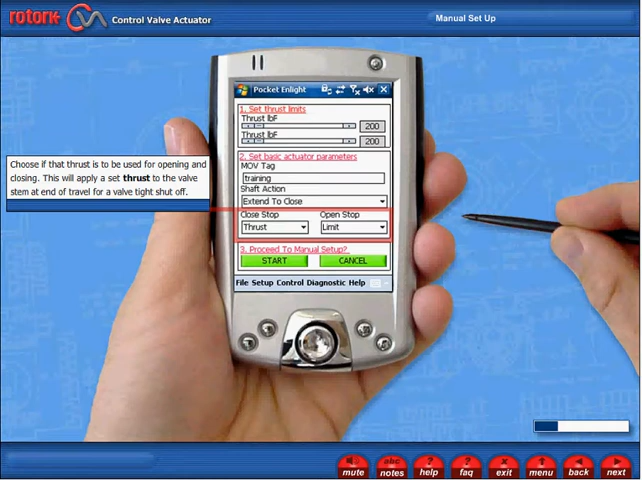 rotork Control Valve Actuator
Manual Set Up
Pocket Enlight
1. Set thrust limits
Thrust lbF
200
Thrust lbF
200
2. Set basic actuator parameters
MOV Tag
training
Shaft Action
Extend To Close
Close Stop Open Stop
Thrust Limit
3. Proceed To Manual Setup?
START CANCEL
File Setup Control Diagnostic Help
Choose if that thrust is to be used for opening and
closing. This will apply a set thrust to the valve
stem at end of travel for a valve tight shut off.
abc
mute notes help faq exit menu back next